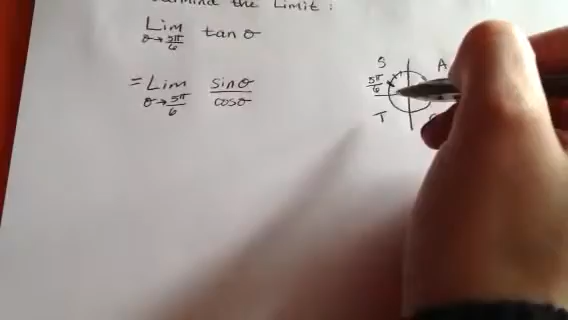 the Limit :
Lim tan θ
θ→5π/6
= Lim sinθ/cosθ
θ→5π/6
S A
5π/6
T